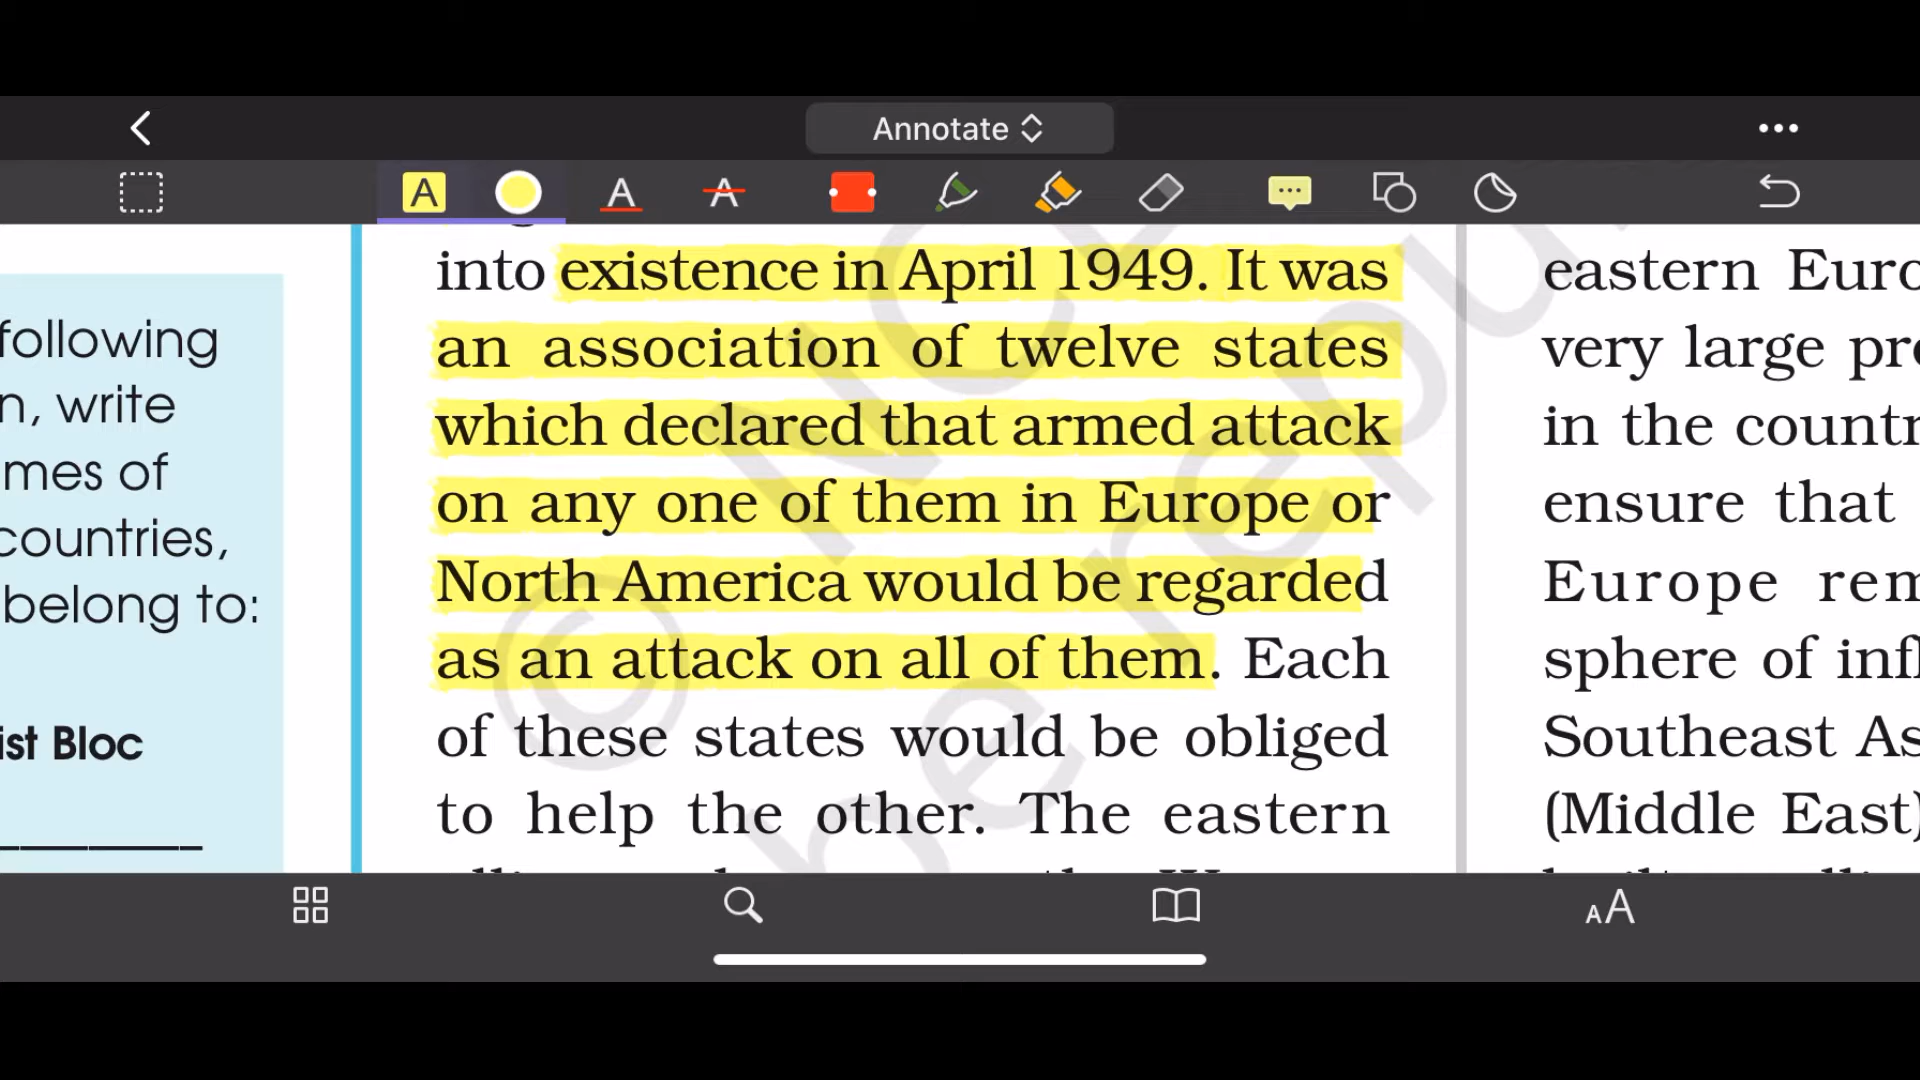 Annotate
following
n, write
mes of
countries,
belong to:
ist Bloc
into existence in April 1949. It was
an association of twelve states
which declared that armed attack
on any one of them in Europe or
North America would be regarded
as an attack on all of them. Each
of these states would be obliged
to help the other. The eastern
eastern Euro
very large pr
in the countr
ensure that
Europe rem
sphere of infl
Southeast As
(Middle East)